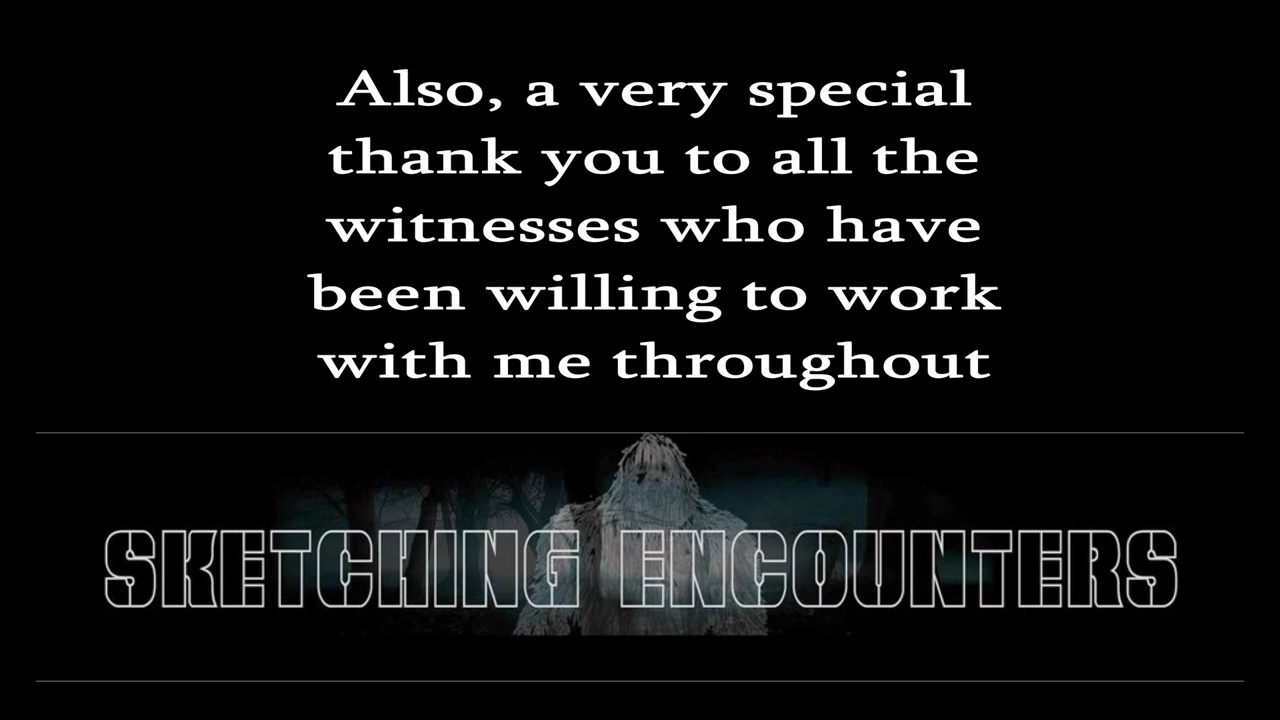 Also, a very special
thank you to all the
witnesses who have
been willing to work
with me throughout
SKETCHING ENCOUNTERS